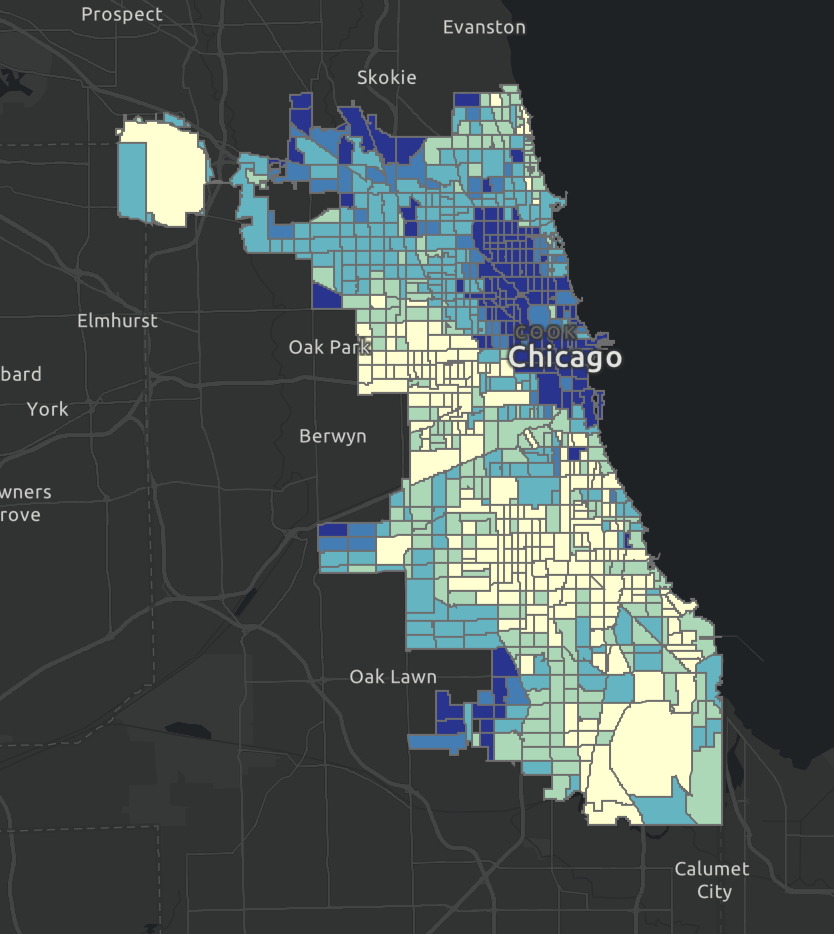 Prospect
Evanston
Skokie
Elmhurst
COOK
Oak Park
Chicago
bard
York
Berwyn
wners
rove
Oak Lawn
Calumet
City